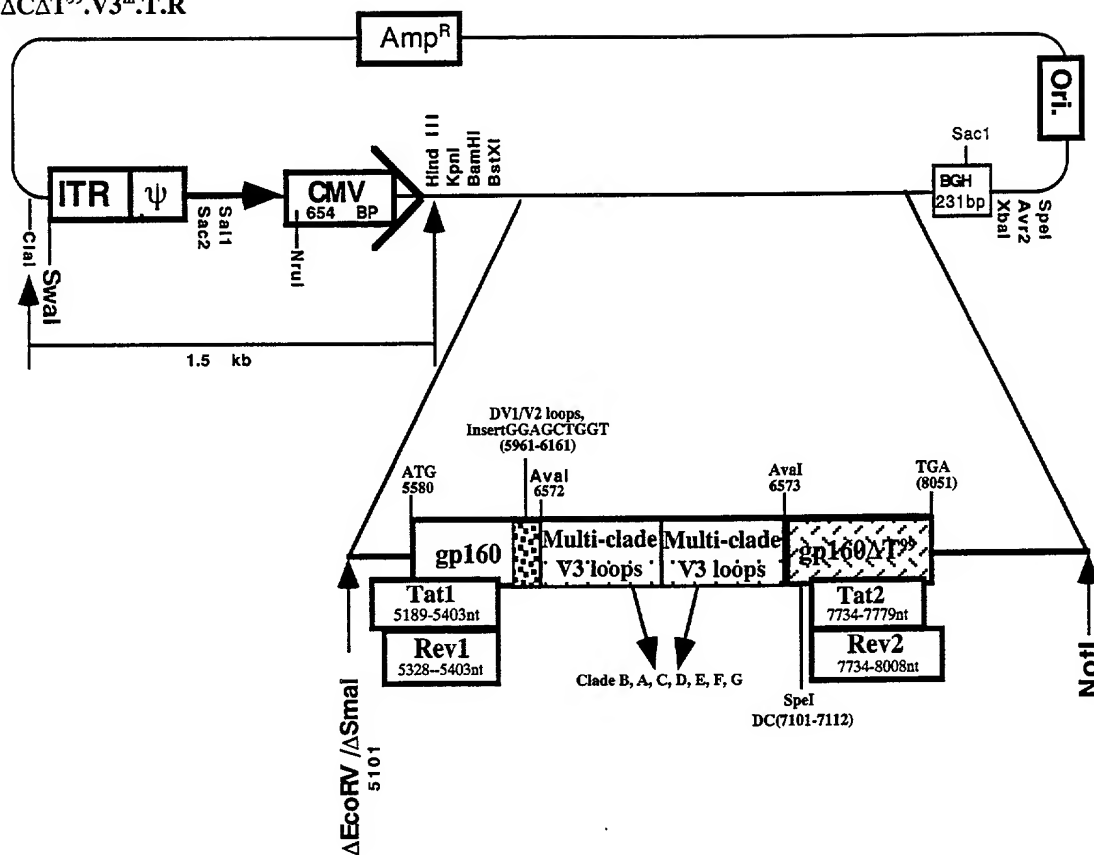 ΔCΔT⁹⁹.V3ᵐ.T.R
Ampᴿ
Ori.
ITR
ψ
Sac2
Sal1
CMV
654 BP
NruI
HInd III
KpnI
BamHI
BstXI
Sac1
BGH
231bp
XbaI
Avr2
SpeI
ClaI
SwaI
1.5 kb
DV1/V2 loops,
InsertGGAGCTGGT
(5961-6161)
ATG
5580
AvaI
6572
AvaI
6573
TGA
(8051)
gp160
Multi-clade
V3 loops
Multi-clade
V3 loops
gp160ΔT⁹⁹
Tat1
5189-5403nt
Rev1
5328--5403nt
Tat2
7734-7779nt
Rev2
7734-8008nt
Clade B, A, C, D, E, F, G
SpeI
DC(7101-7112)
ΔEcoRV /ΔSmaI
5101
NotI